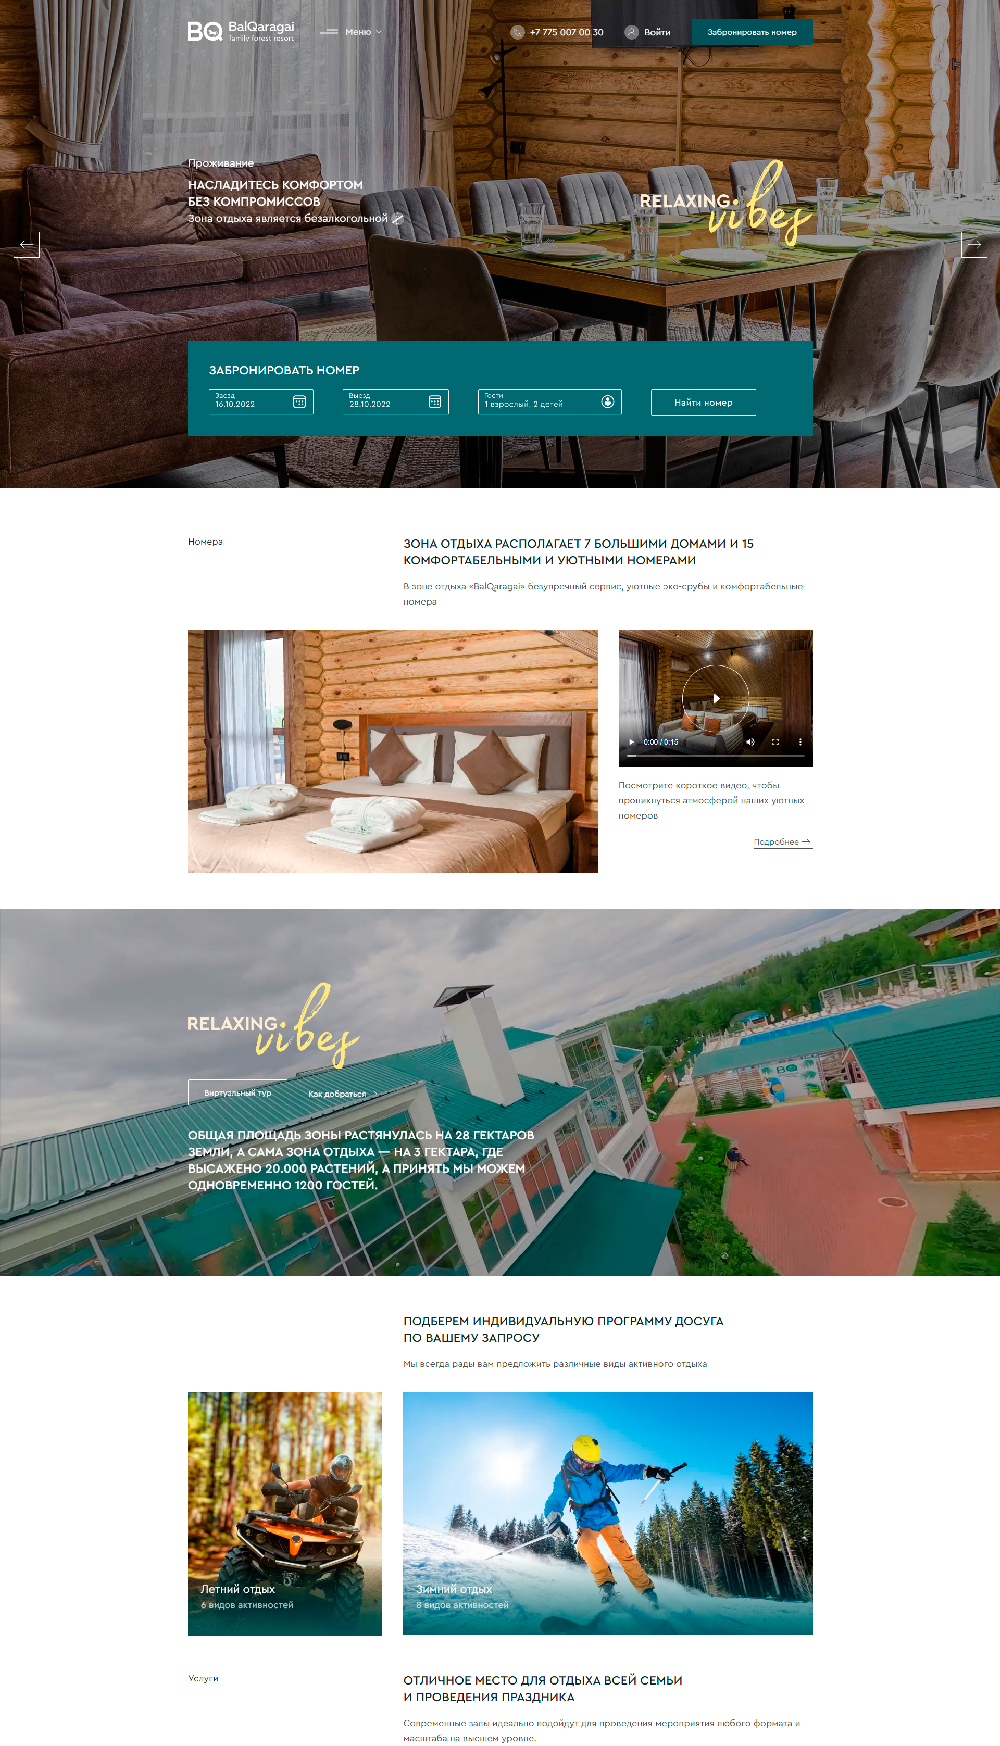 BQ BalQaragai
family forest resort
Меню
+7 775 007 00 30
Войти
Забронировать номер
Проживание
НАСЛАДИТЕСЬ КОМФОРТОМ
БЕЗ КОМПРОМИССОВ
Зона отдыха является безалкогольной
RELAXING
vibes
ЗАБРОНИРОВАТЬ НОМЕР
Заезд
16.10.2022
Выезд
28.10.2022
Гости
1 взрослый, 2 детей
Найти номер
Номера
ЗОНА ОТДЫХА РАСПОЛАГАЕТ 7 БОЛЬШИМИ ДОМАМИ И 15
КОМФОРТАБЕЛЬНЫМИ И УЮТНЫМИ НОМЕРАМИ
В зоне отдыха «BalQaragai» безупречный сервис, уютные эко-срубы и комфортабельные
номера
0:00 / 0:15
Посмотрите короткое видео, чтобы
проникнуться атмосферой наших уютных
номеров
Подробнее
RELAXING
vibes
Виртуальный тур
Как добраться
ОБЩАЯ ПЛОЩАДЬ ЗОНЫ РАСТЯНУЛАСЬ НА 28 ГЕКТАРОВ
ЗЕМЛИ, А САМА ЗОНА ОТДЫХА — НА 3 ГЕКТАРА, ГДЕ
ВЫСАЖЕНО 20.000 РАСТЕНИЙ, А ПРИНЯТЬ МЫ МОЖЕМ
ОДНОВРЕМЕННО 1200 ГОСТЕЙ.
ПОДБЕРЕМ ИНДИВИДУАЛЬНУЮ ПРОГРАММУ ДОСУГА
ПО ВАШЕМУ ЗАПРОСУ
Мы всегда рады вам предложить различные виды активного отдыха
Летний отдых
6 видов активностей
Зимний отдых
8 видов активностей
Услуги
ОТЛИЧНОЕ МЕСТО ДЛЯ ОТДЫХА ВСЕЙ СЕМЬИ
И ПРОВЕДЕНИЯ ПРАЗДНИКА
Современные залы идеально подойдут для проведения мероприятия любого формата и
масштаба на высшем уровне.